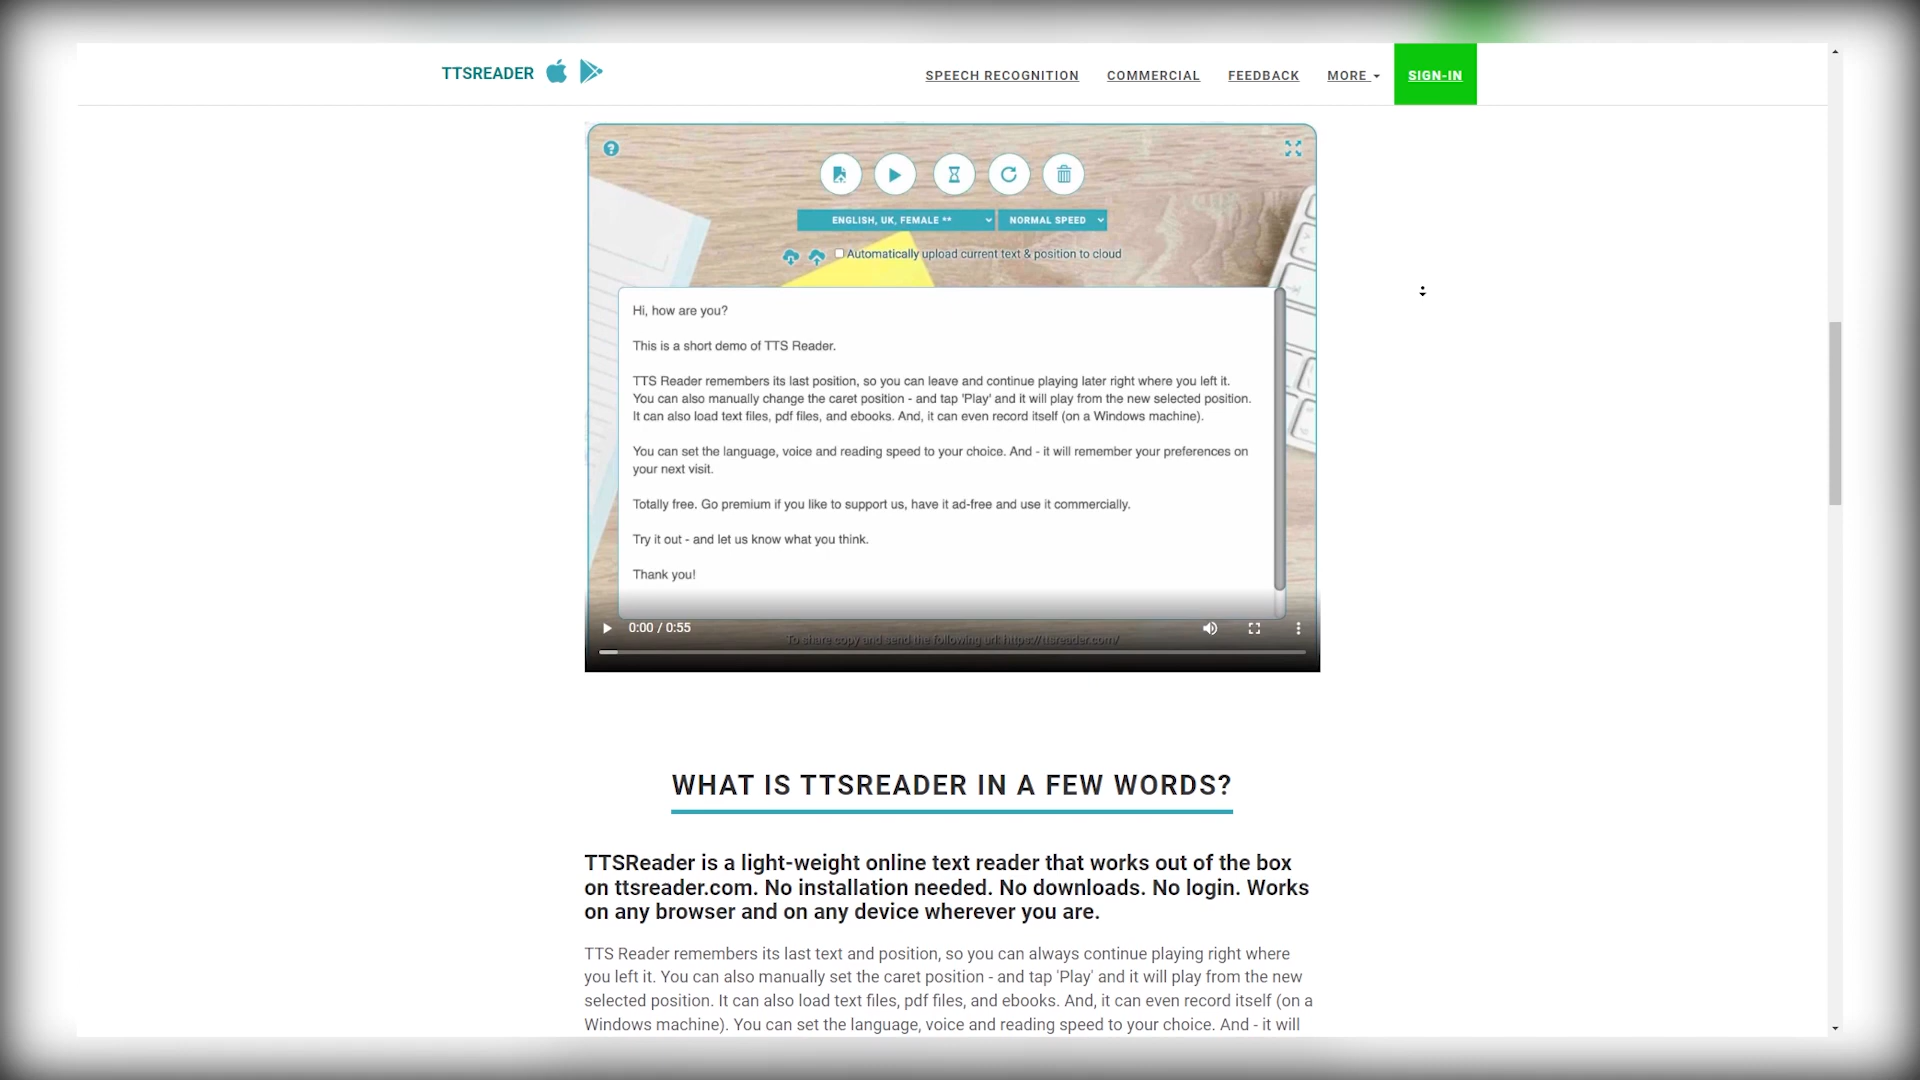 TTSREADER
SPEECH RECOGNITION
COMMERCIAL
FEEDBACK
MORE
SIGN-IN
?
ENGLISH, UK, FEMALE **
NORMAL SPEED
Automatically upload current text & position to cloud
Hi, how are you?
This is a short demo of TTS Reader.
TTS Reader remembers its last position, so you can leave and continue playing later right where you left it.
You can also manually change the caret position - and tap 'Play' and it will play from the new selected position.
It can also load text files, pdf files, and ebooks. And, it can even record itself (on a Windows machine).
You can set the language, voice and reading speed to your choice. And - it will remember your preferences on
your next visit.
Totally free. Go premium if you like to support us, have it ad-free and use it commercially.
Try it out - and let us know what you think.
Thank you!
0:00 / 0:55
To share copy and send the following url: https://ttsreader.com/
WHAT IS TTSREADER IN A FEW WORDS?
TTSReader is a light-weight online text reader that works out of the box
on ttsreader.com. No installation needed. No downloads. No login. Works
on any browser and on any device wherever you are.
TTS Reader remembers its last text and position, so you can always continue playing right where
you left it. You can also manually set the caret position - and tap 'Play' and it will play from the new
selected position. It can also load text files, pdf files, and ebooks. And, it can even record itself (on a
Windows machine). You can set the language, voice and reading speed to your choice. And - it will